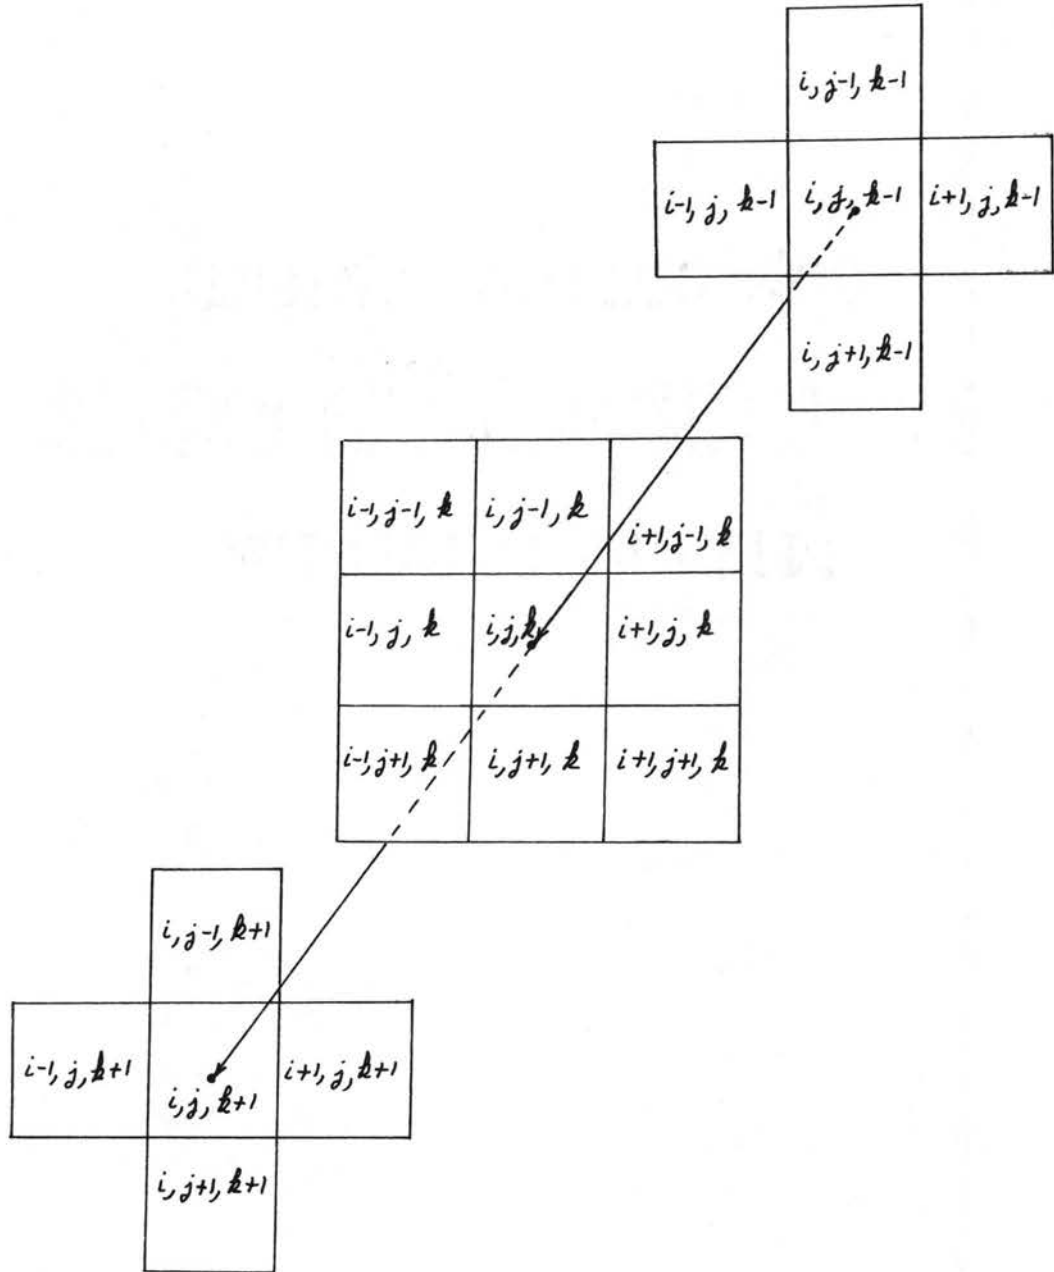 i, j-1, k-1
i-1, j, k-1 i, j, k-1 i+1, j, k-1
i, j+1, k-1
i-1, j-1, k i, j-1, k i+1, j-1, k
i-1, j, k i, j, k i+1, j, k
i-1, j+1, k i, j+1, k i+1, j+1, k
i, j-1, k+1
i-1, j, k+1 i, j, k+1 i+1, j, k+1
i, j+1, k+1